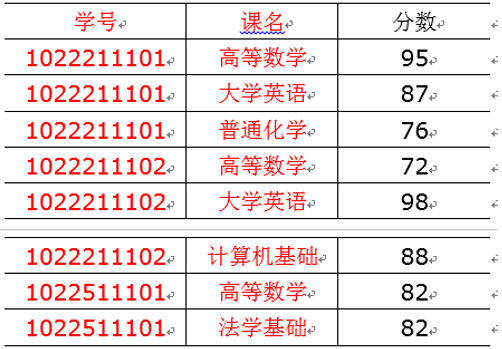 学号 课名 分数
1022211101 高等数学 95
1022211101 大学英语 87
1022211101 普通化学 76
1022211102 高等数学 72
1022211102 大学英语 98
1022211102 计算机基础 88
1022511101 高等数学 82
1022511101 法学基础 82